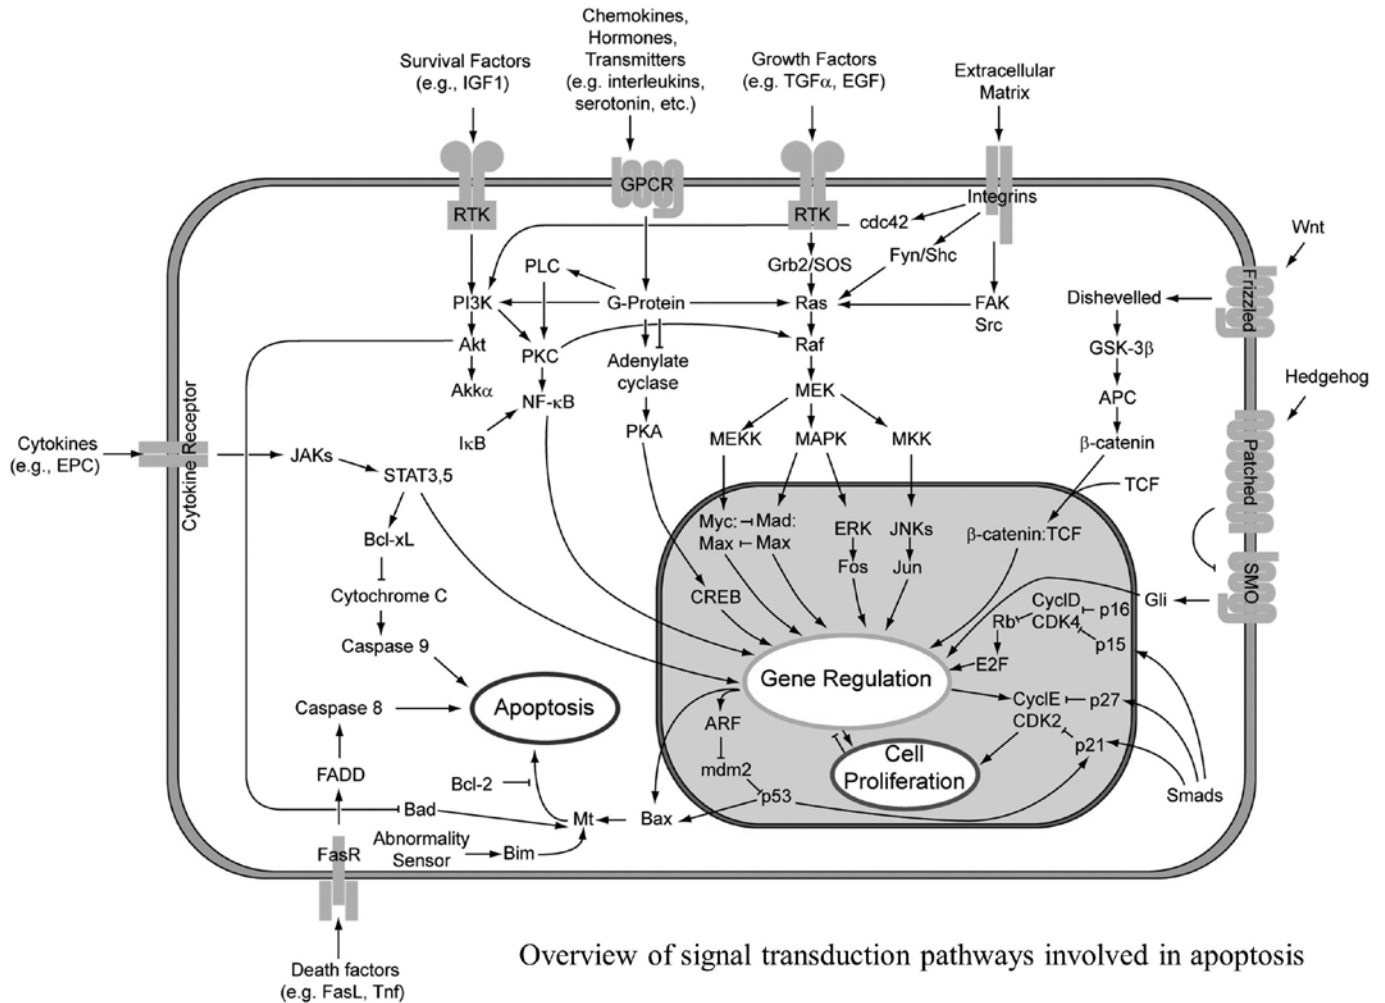 Chemokines,
Hormones,
Transmitters
(e.g. interleukins,
serotonin, etc.)
Survival Factors
(e.g., IGF1)
Growth Factors
(e.g. TGFα, EGF)
Extracellular
Matrix
GPCR
RTK
RTK
Integrins
cdc42
Wnt
Frizzled
PLC
Grb2/SOS
Fyn/Shc
PI3K
G-Protein
Ras
FAK
Src
Dishevelled
Akt
PKC
Adenylate
cyclase
Raf
GSK-3β
Hedgehog
Akkα
NF-κB
MEK
APC
Patched
Cytokines
(e.g., EPC)
Cytokine Receptor
JAKs
IκB
PKA
MEKK
MAPK
MKK
β-catenin
STAT3,5
TCF
Bcl-xL
Myc:
Mad:
Max
Max
ERK
JNKs
β-catenin:TCF
Fos
Jun
SMO
Cytochrome C
CREB
CyclD
CDK4
p16
Gli
Rb
p15
Caspase 9
E2F
Gene Regulation
Caspase 8
Apoptosis
CyclE
CDK2
p27
ARF
p21
FADD
mdm2
Cell
Proliferation
Bcl-2
p53
Smads
Bad
Mt
Bax
Abnormality
Sensor
Bim
FasR
Death factors
(e.g. FasL, Tnf)
Overview of signal transduction pathways involved in apoptosis